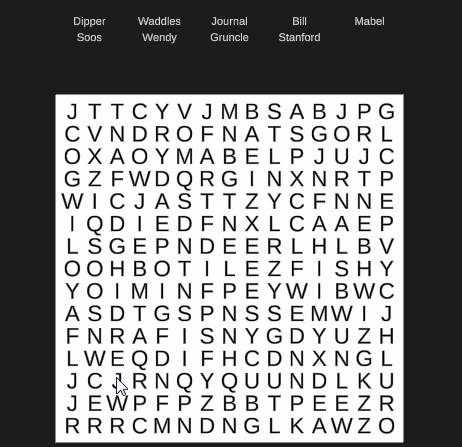 Dipper Waddles Journal Bill Mabel
Soos Wendy Gruncle Stanford
J T T C Y V J M B S A B J P G
C V N D R O F N A T S G O R L
O X A O Y M A B E L P J U J C
G Z F W D Q R G I N X N R T P
W I C J A S T T Z Y C F N N E
I Q D I E D F N X L C A A E P
L S G E P N D E E R L H L B V
O O H B O T I L E Z F I S H Y
Y O I M I N F P E Y W I B W C
A S D T G S P N S S E M W I J
F N R A F I S N Y G D Y U Z H
L W E Q D I F H C D N X N G L
J C J R N Q Y Q U U N D L K U
J E W P F P Z B B T P E E Z R
R R R C M N D N G L K A W Z O